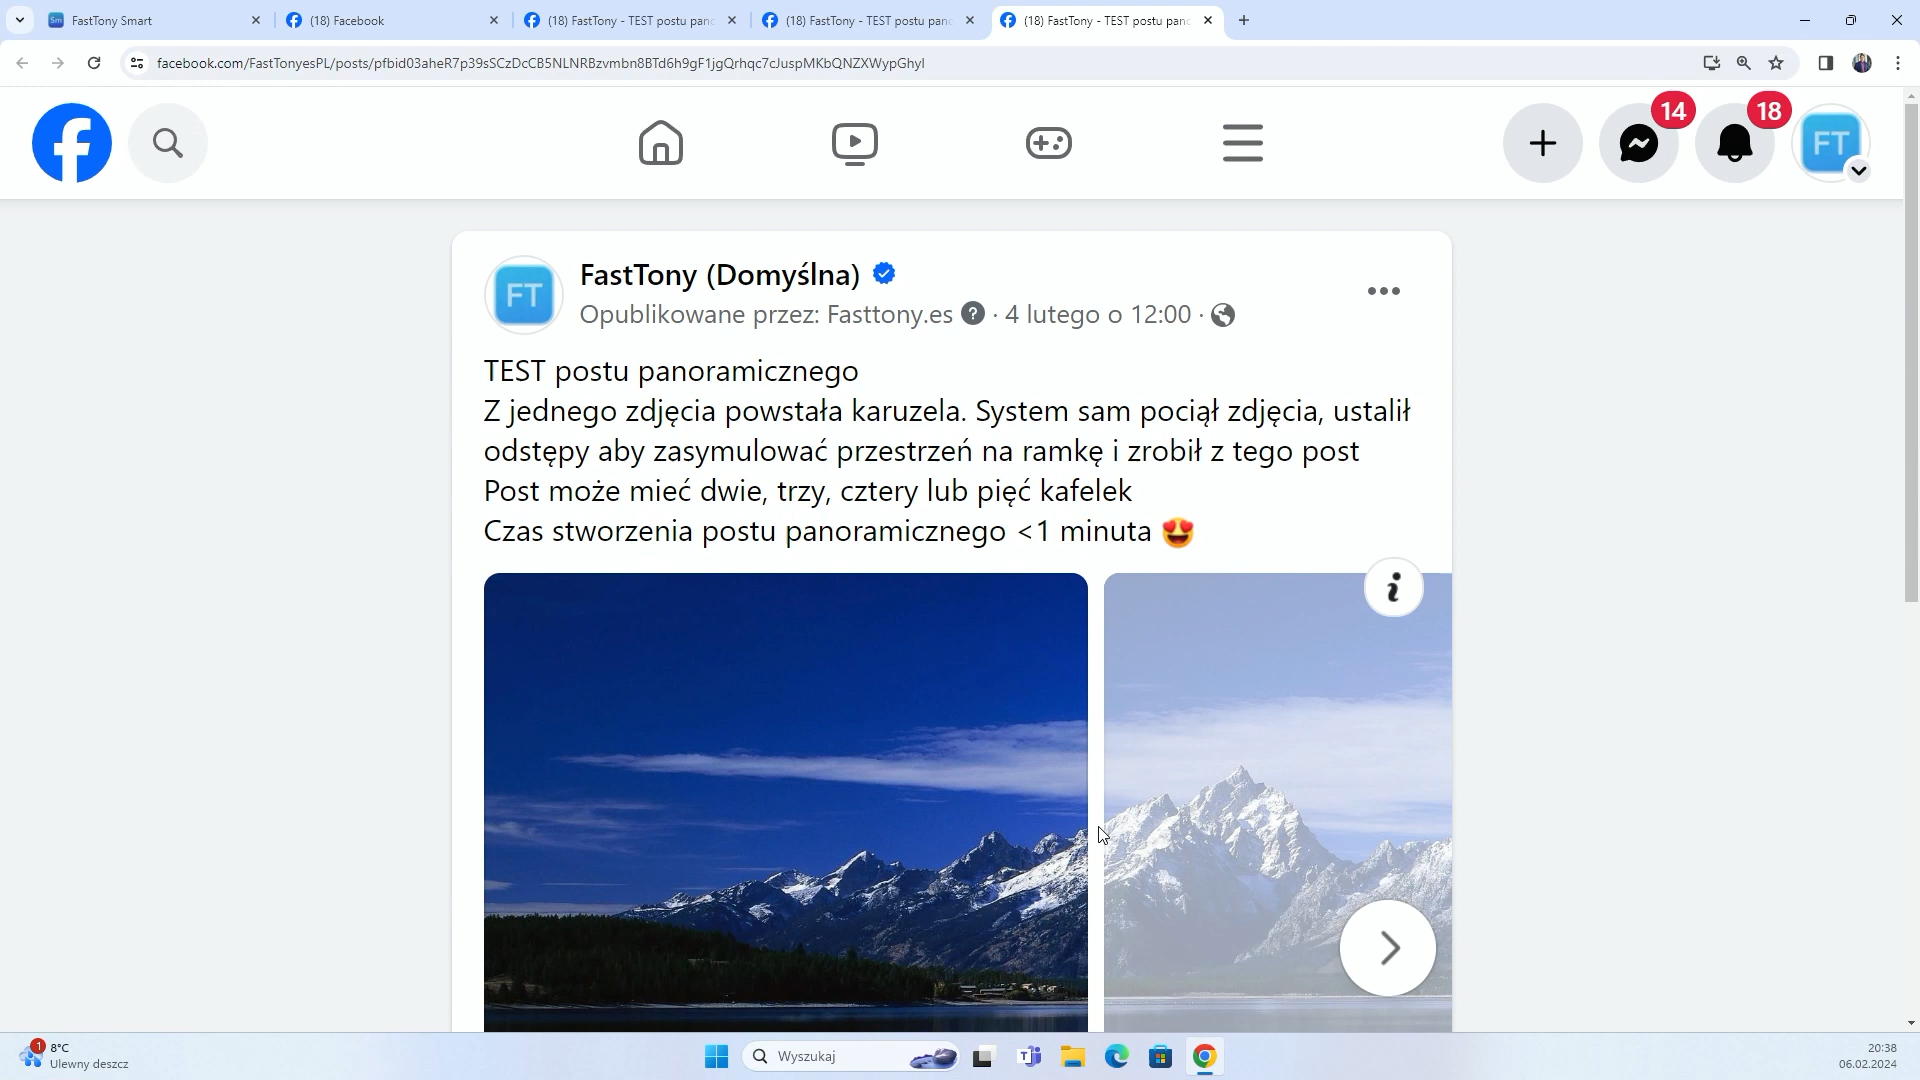 FastTony Smart
(18) Facebook
(18) FastTony - TEST postu pano
(18) FastTony - TEST postu pano
(18) FastTony - TEST postu pano
facebook.com/FastTonyesPL/posts/pfbid03aheR7p39sSCzDcCB5NLNRBzvmbn8BTd6h9gF1jgQrhqc7cJuspMKbQNZXWypGhyl
14
18
FT
FT
FastTony (Domyślna)
Opublikowane przez: Fasttony.es · 4 lutego o 12:00 ·
TEST postu panoramicznego
Z jednego zdjęcia powstała karuzela. System sam pociął zdjęcia, ustalił
odstępy aby zasymulować przestrzeń na ramkę i zrobił z tego post
Post może mieć dwie, trzy, cztery lub pięć kafelek
Czas stworzenia postu panoramicznego <1 minuta 😍
1
8°C
Ulewny deszcz
Wyszukaj
20:38
06.02.2024